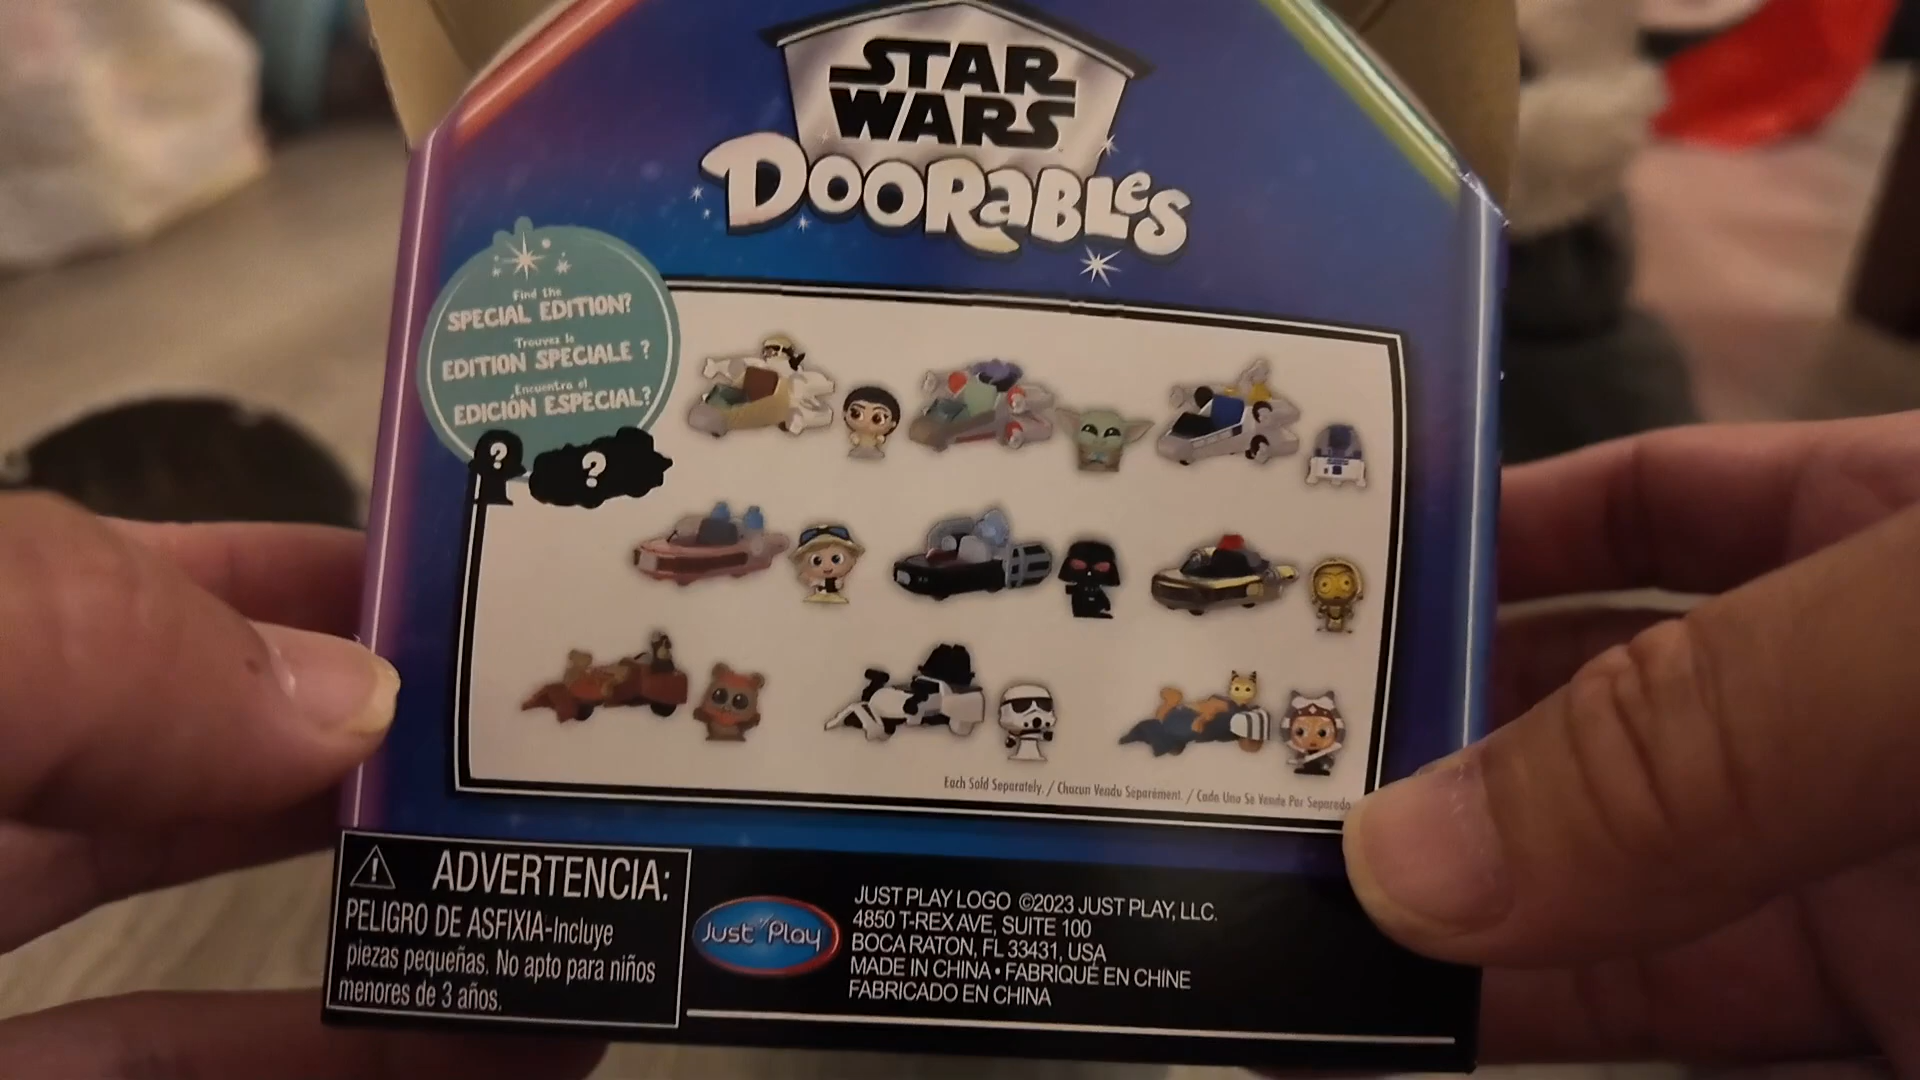 STAR
WARS
DOORABLES
Find the
SPECIAL EDITION?
Trouvez le
EDITION SPECIALE ?
Encuentra el
EDICIÓN ESPECIAL?
? ?
Each Sold Separately. / Chacun Vendu Séparément. / Cada Uno Se Vende Por Separado
ADVERTENCIA:
PELIGRO DE ASFIXIA-Incluye
piezas pequeñas. No apto para niños
menores de 3 años.
Just Play
JUST PLAY LOGO ©2023 JUST PLAY, LLC.
4850 T-REX AVE, SUITE 100
BOCA RATON, FL 33431, USA
MADE IN CHINA • FABRIQUÉ EN CHINE
FABRICADO EN CHINA